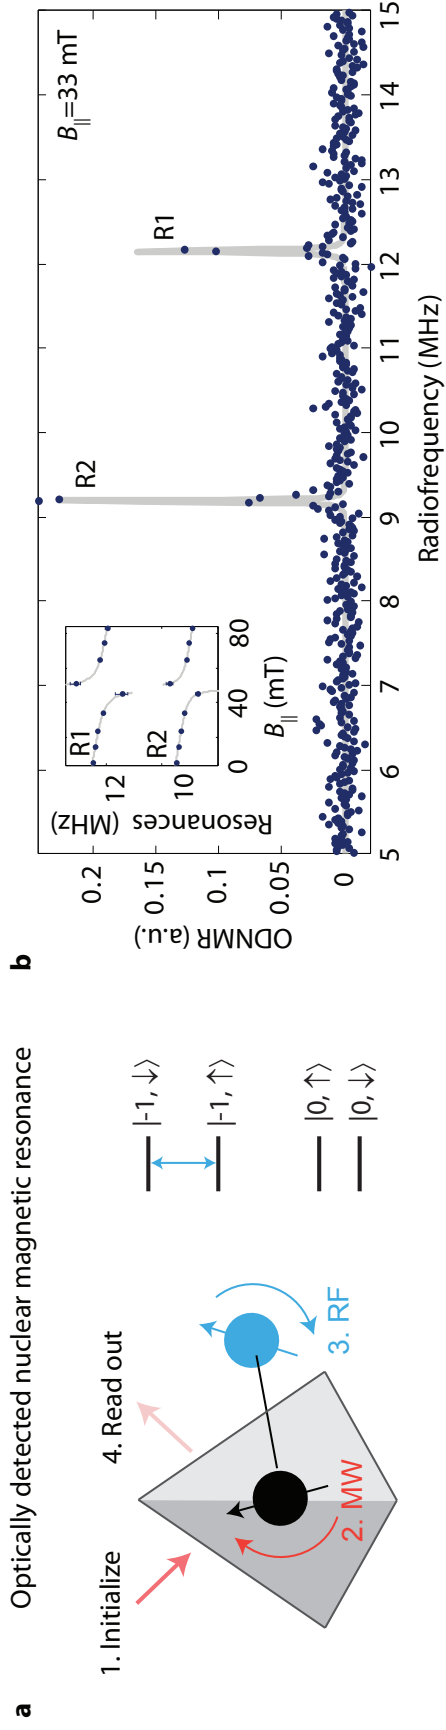 a
Optically detected nuclear magnetic resonance
1. Initialize
4. Read out
2. MW
3. RF
|-1, ↓⟩
|-1, ↑⟩
|0, ↑⟩
|0, ↓⟩
b
ODNMR (a.u.)
0.2
0.15
0.1
0.05
0
B∥=33 mT
R2
R1
Resonances (MHz)
12
10
R1
R2
0 40 80
B∥ (mT)
5 6 7 8 9 10 11 12 13 14 15
Radiofrequency (MHz)